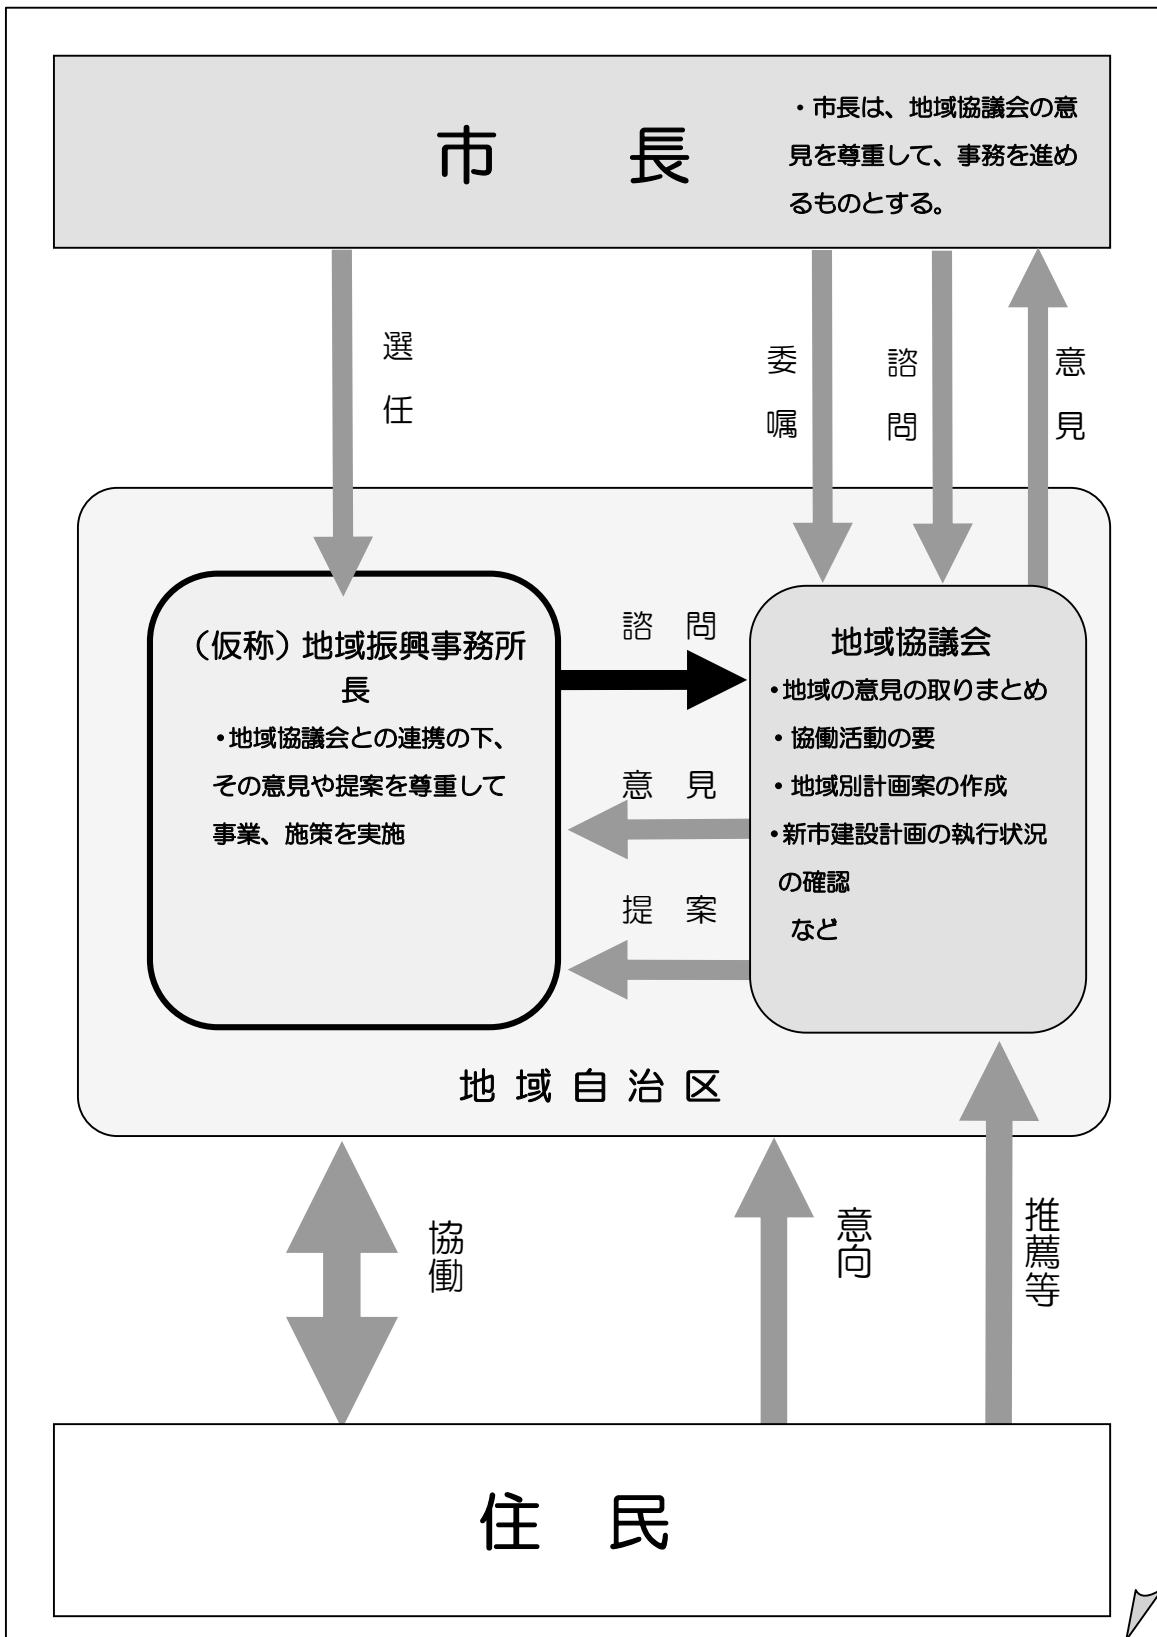 市　長
・市長は、地域協議会の意
見を尊重して、事務を進め
るものとする。
選任
委嘱
諮問
意見
（仮称）地域振興事務所
長
・地域協議会との連携の下、
その意見や提案を尊重して
事業、施策を実施
諮　問
意　見
提　案
地域協議会
・地域の意見の取りまとめ
・協働活動の要
・地域別計画案の作成
・新市建設計画の執行状況
の確認
など
地域自治区
協働
意向
推薦等
住　民